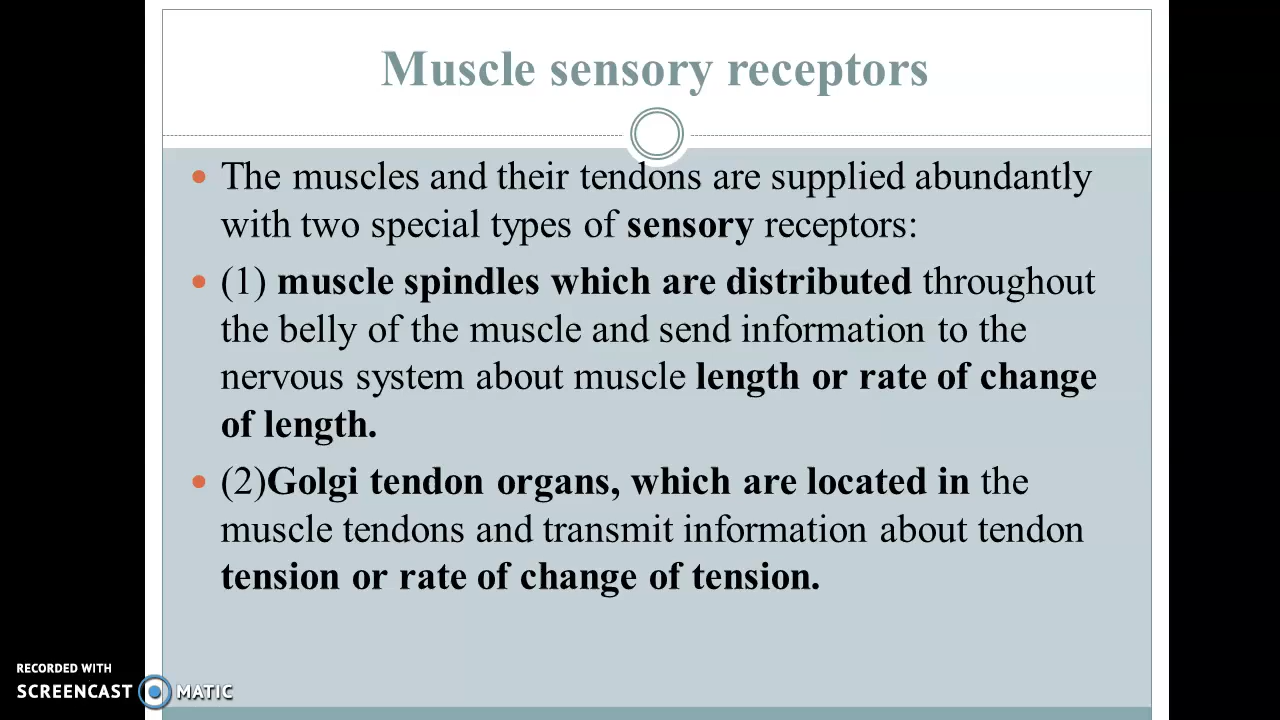 Muscle sensory receptors
• The muscles and their tendons are supplied abundantly
with two special types of sensory receptors:
• (1) muscle spindles which are distributed throughout
the belly of the muscle and send information to the
nervous system about muscle length or rate of change
of length.
• (2)Golgi tendon organs, which are located in the
muscle tendons and transmit information about tendon
tension or rate of change of tension.
RECORDED WITH
SCREENCAST MATIC